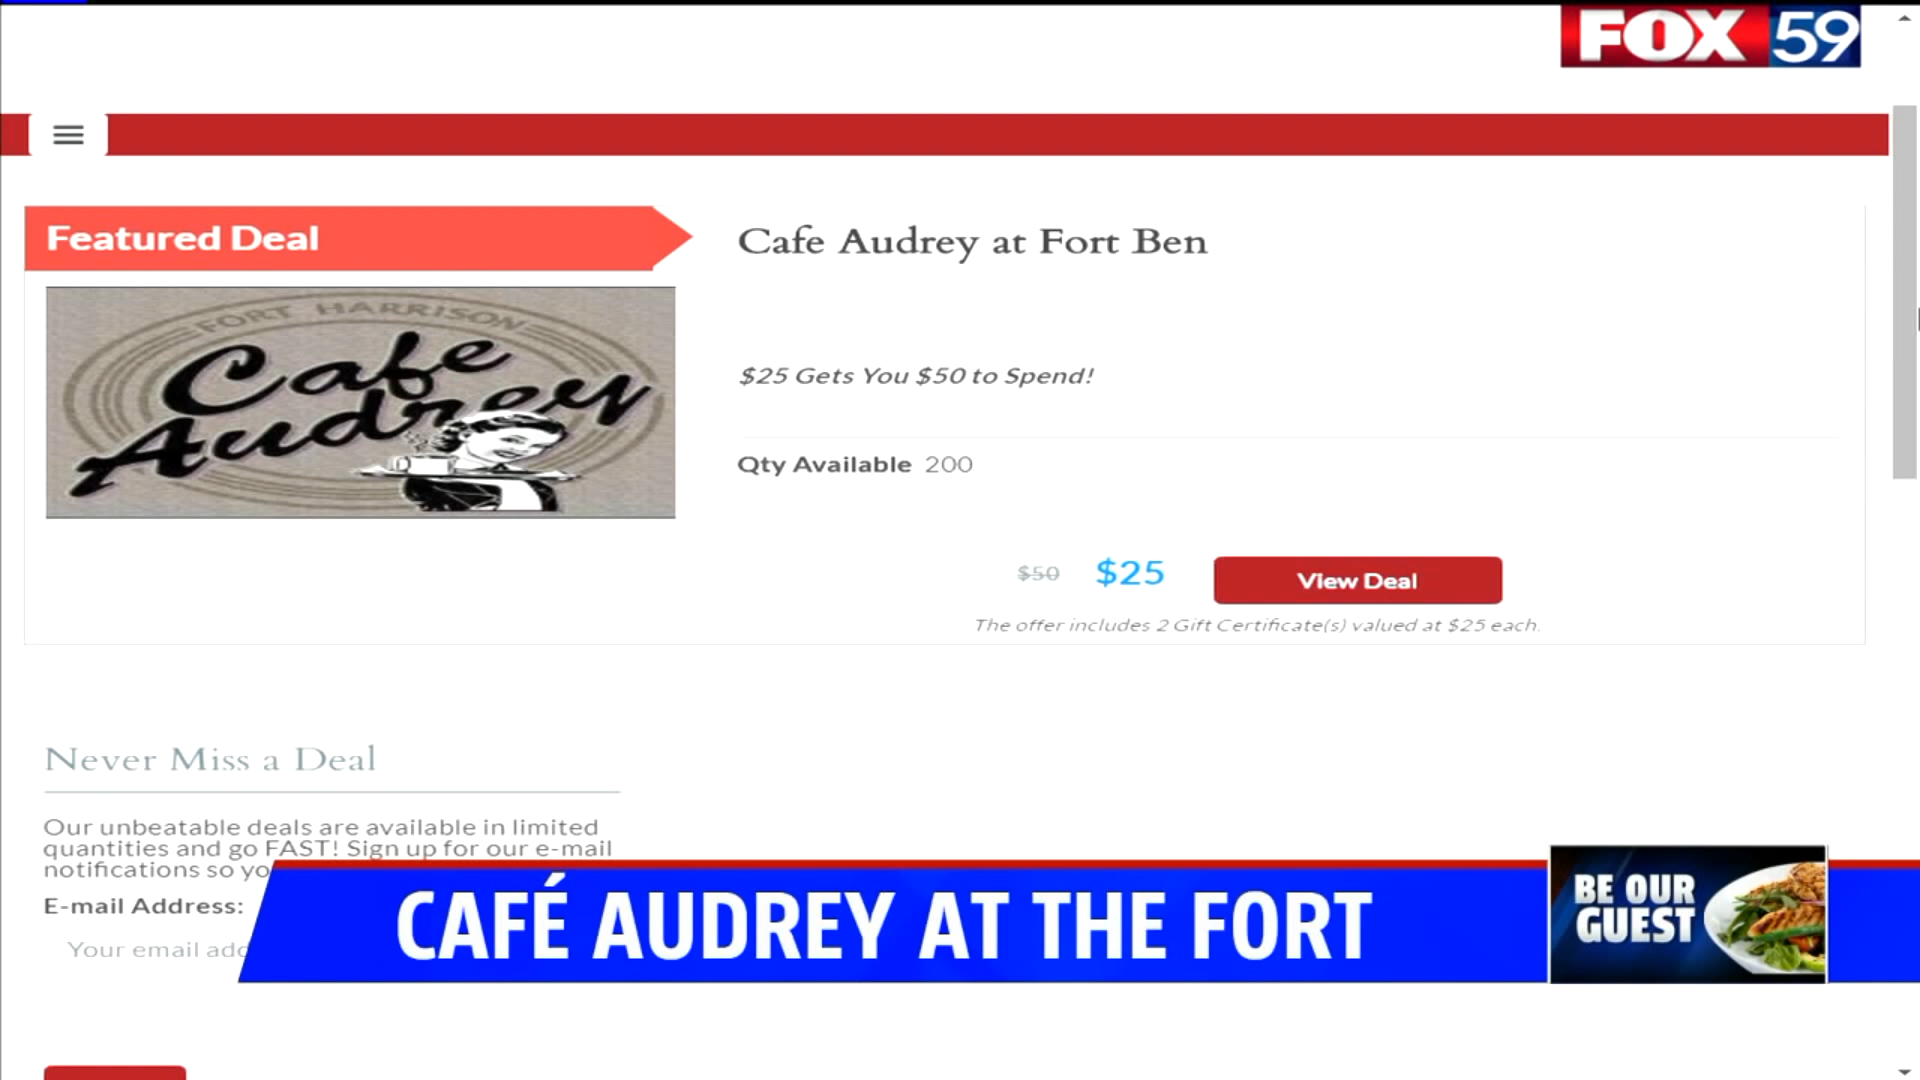 FOX 59
Featured Deal
Cafe Audrey at Fort Ben
FORT HARRISON
Cafe
Audrey
$25 Gets You $50 to Spend!
Qty Available 200
$50 $25 View Deal
The offer includes 2 Gift Certificate(s) valued at $25 each.
Never Miss a Deal
Our unbeatable deals are available in limited
quantities and go FAST! Sign up for our e-mail
notifications so yo
E-mail Address:
Your email add
CAFÉ AUDREY AT THE FORT
BE OUR
GUEST